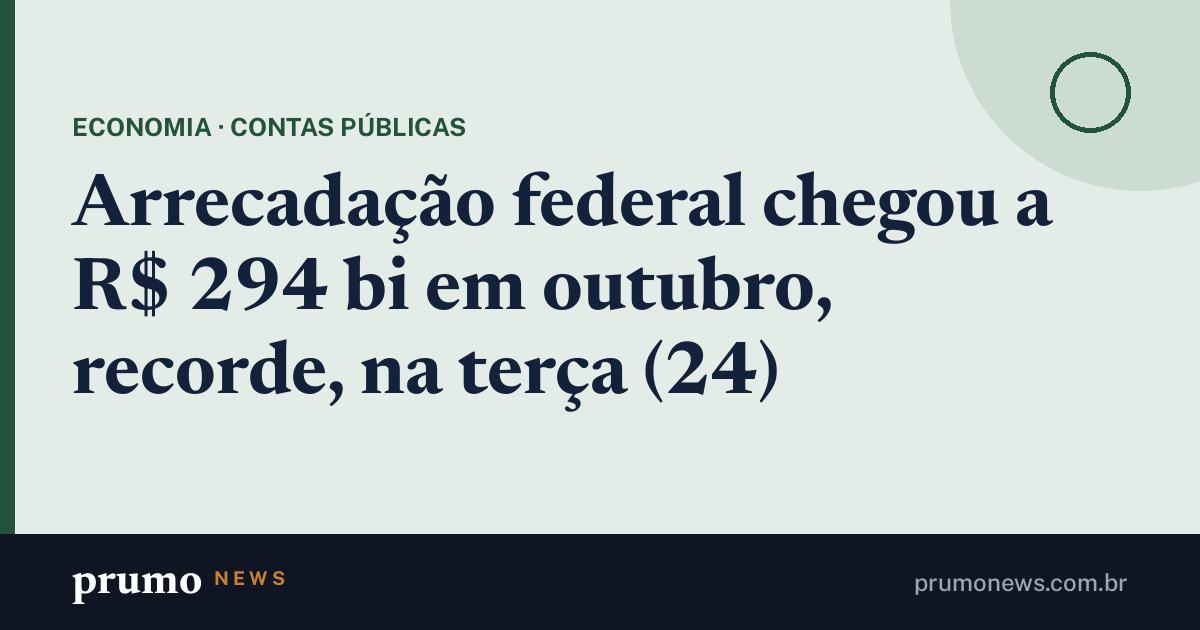 ECONOMIA · CONTAS PÚBLICAS
Arrecadação federal chegou a
R$ 294 bi em outubro,
recorde, na terça (24)
prumo NEWS
prumonews.com.br